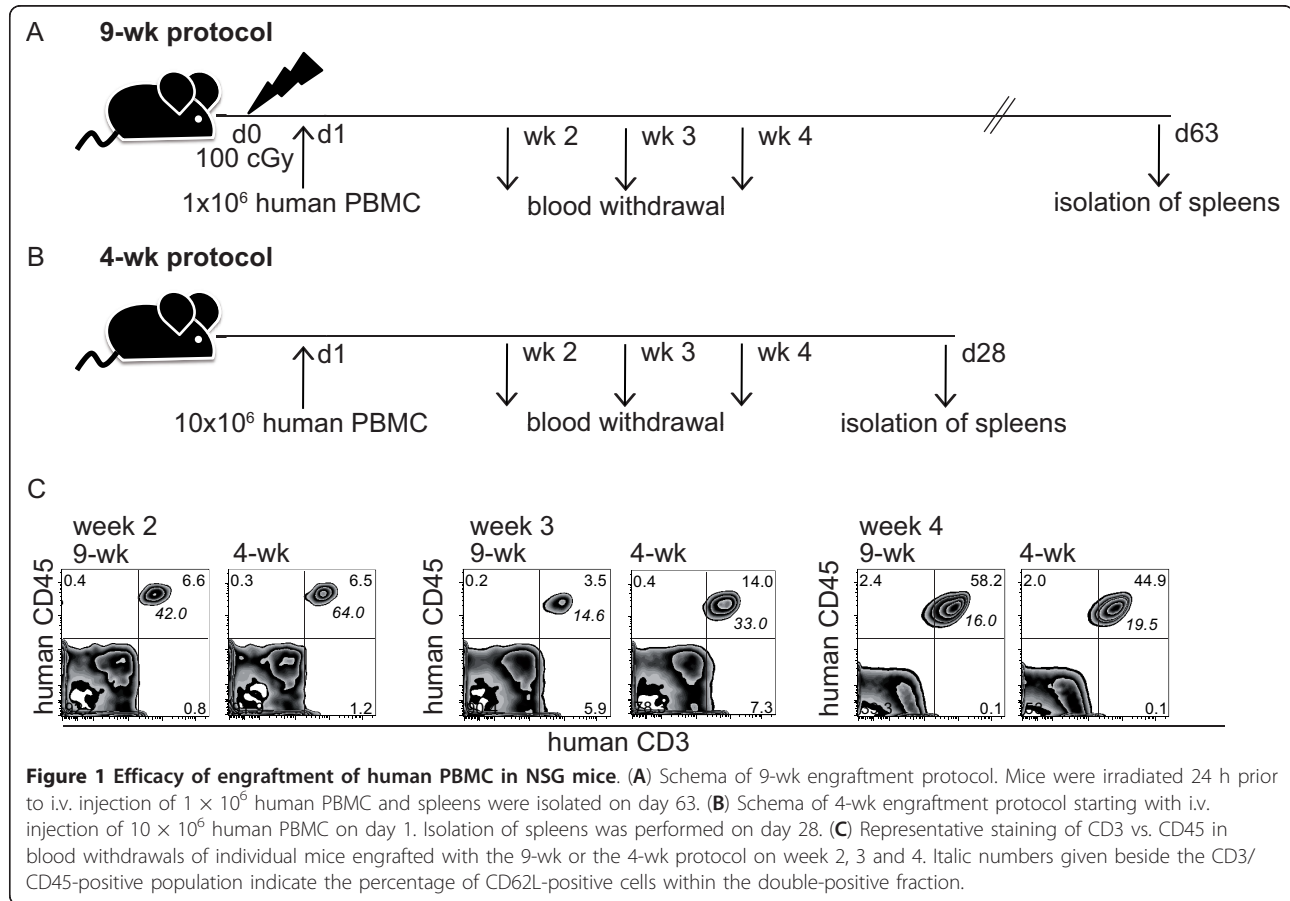 A 9-wk protocol
d0 d1 wk 2 wk 3 wk 4 d63
100 cGy
1x10⁶ human PBMC blood withdrawal isolation of spleens
B 4-wk protocol
d1 wk 2 wk 3 wk 4 d28
10x10⁶ human PBMC blood withdrawal isolation of spleens
C
week 2 week 3 week 4
9-wk 4-wk 9-wk 4-wk 9-wk 4-wk
human CD45 human CD45 human CD45
0.4 6.6 0.3 6.5 0.2 3.5 0.4 14.0 2.4 58.2 2.0 44.9
42.0 64.0 14.6 33.0 16.0 19.5
0.8 1.2 5.9 7.3 0.1 0.1
human CD3
Figure 1 Efficacy of engraftment of human PBMC in NSG mice. (A) Schema of 9-wk engraftment protocol. Mice were irradiated 24 h prior
to i.v. injection of 1 × 10⁶ human PBMC and spleens were isolated on day 63. (B) Schema of 4-wk engraftment protocol starting with i.v.
injection of 10 × 10⁶ human PBMC on day 1. Isolation of spleens was performed on day 28. (C) Representative staining of CD3 vs. CD45 in
blood withdrawals of individual mice engrafted with the 9-wk or the 4-wk protocol on week 2, 3 and 4. Italic numbers given beside the CD3/
CD45-positive population indicate the percentage of CD62L-positive cells within the double-positive fraction.